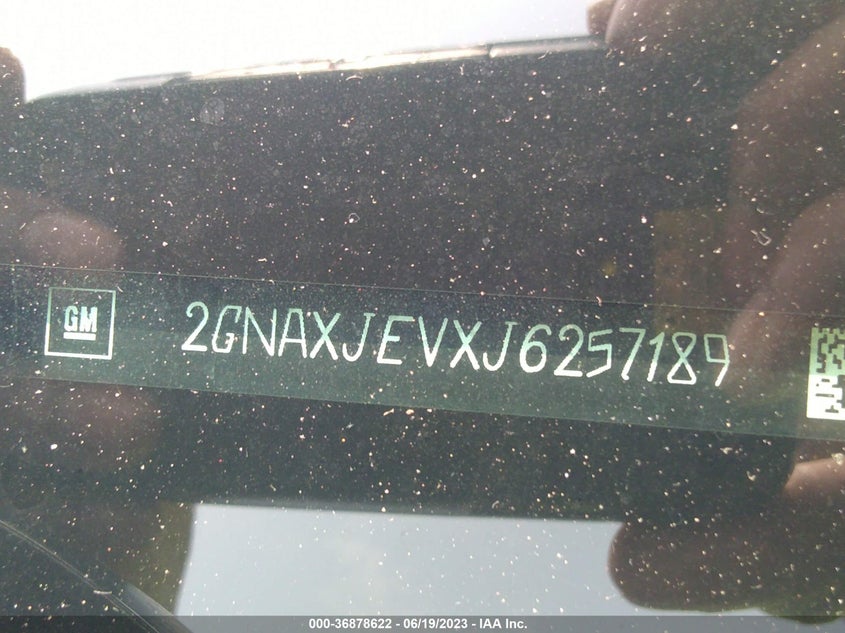 GM
2GNAXJEVXJ6257189
000-36878622 - 06/19/2023 - IAA Inc.